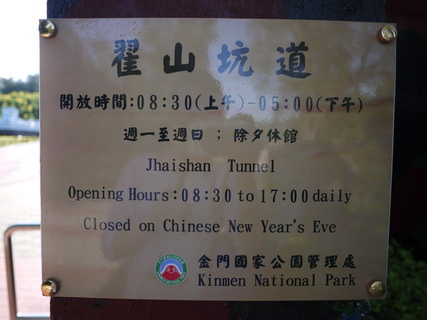 翟山坑道
開放時間:08:30(上午)-05:00(下午)
週一至週日 ; 除夕休館
Jhaishan Tunnel
Opening Hours:08:30 to 17:00 daily
Closed on Chinese New Year's Eve
金門國家公園管理處
Kinmen National Park